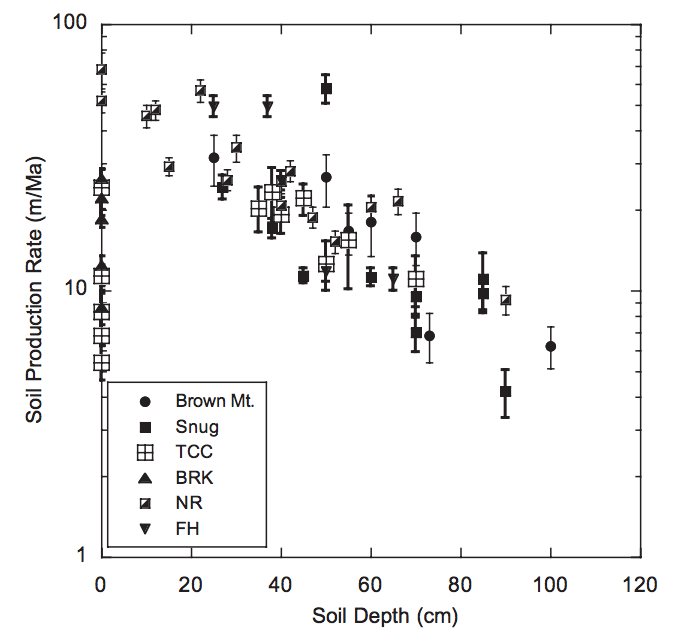 100
10
1
Soil Production Rate (m/Ma)
Brown Mt.
Snug
TCC
BRK
NR
FH
0 20 40 60 80 100 120
Soil Depth (cm)